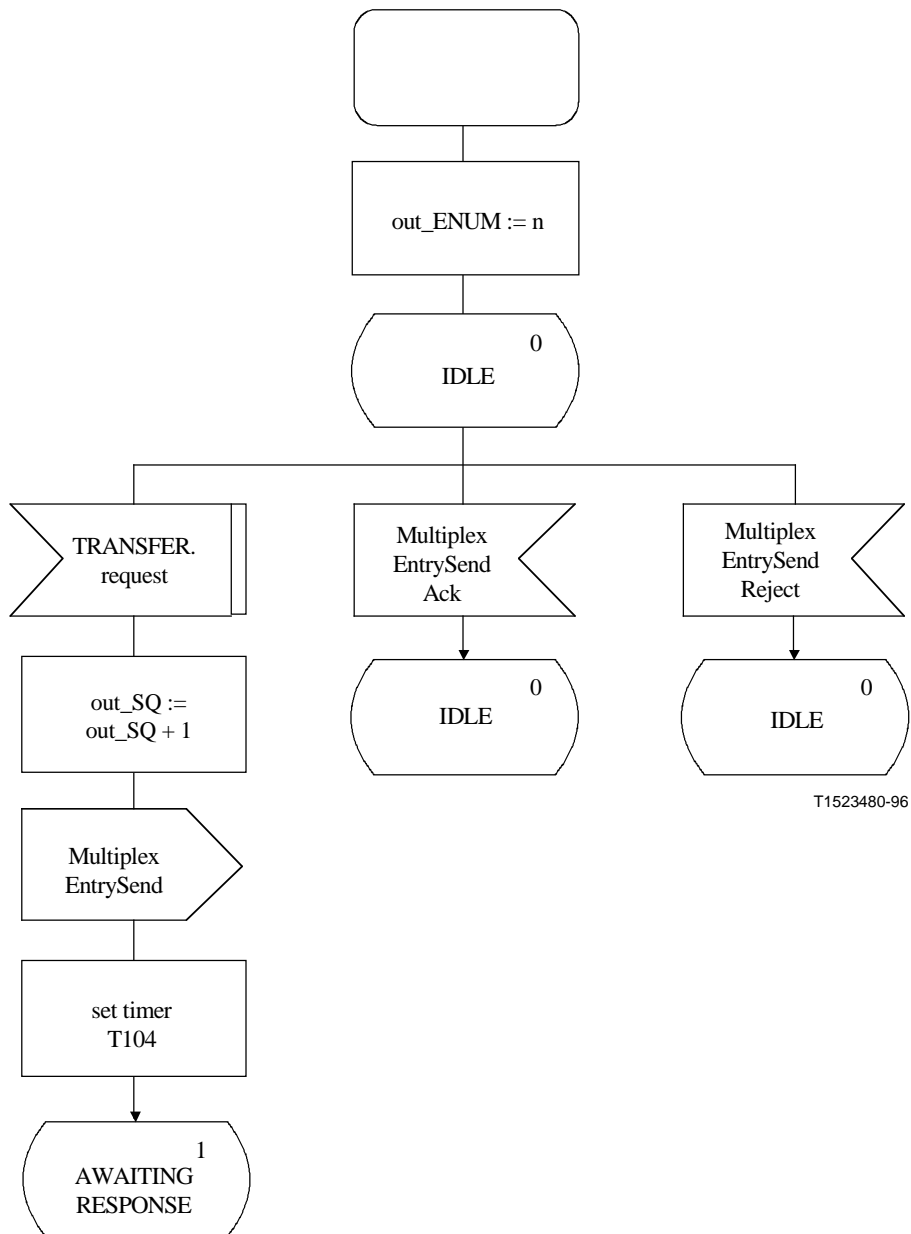 out_ENUM := n
0
IDLE
TRANSFER.
request
Multiplex
EntrySend
Ack
Multiplex
EntrySend
Reject
out_SQ :=
out_SQ + 1
0
IDLE
0
IDLE
T1523480-96
Multiplex
EntrySend
set timer
T104
1
AWAITING
RESPONSE